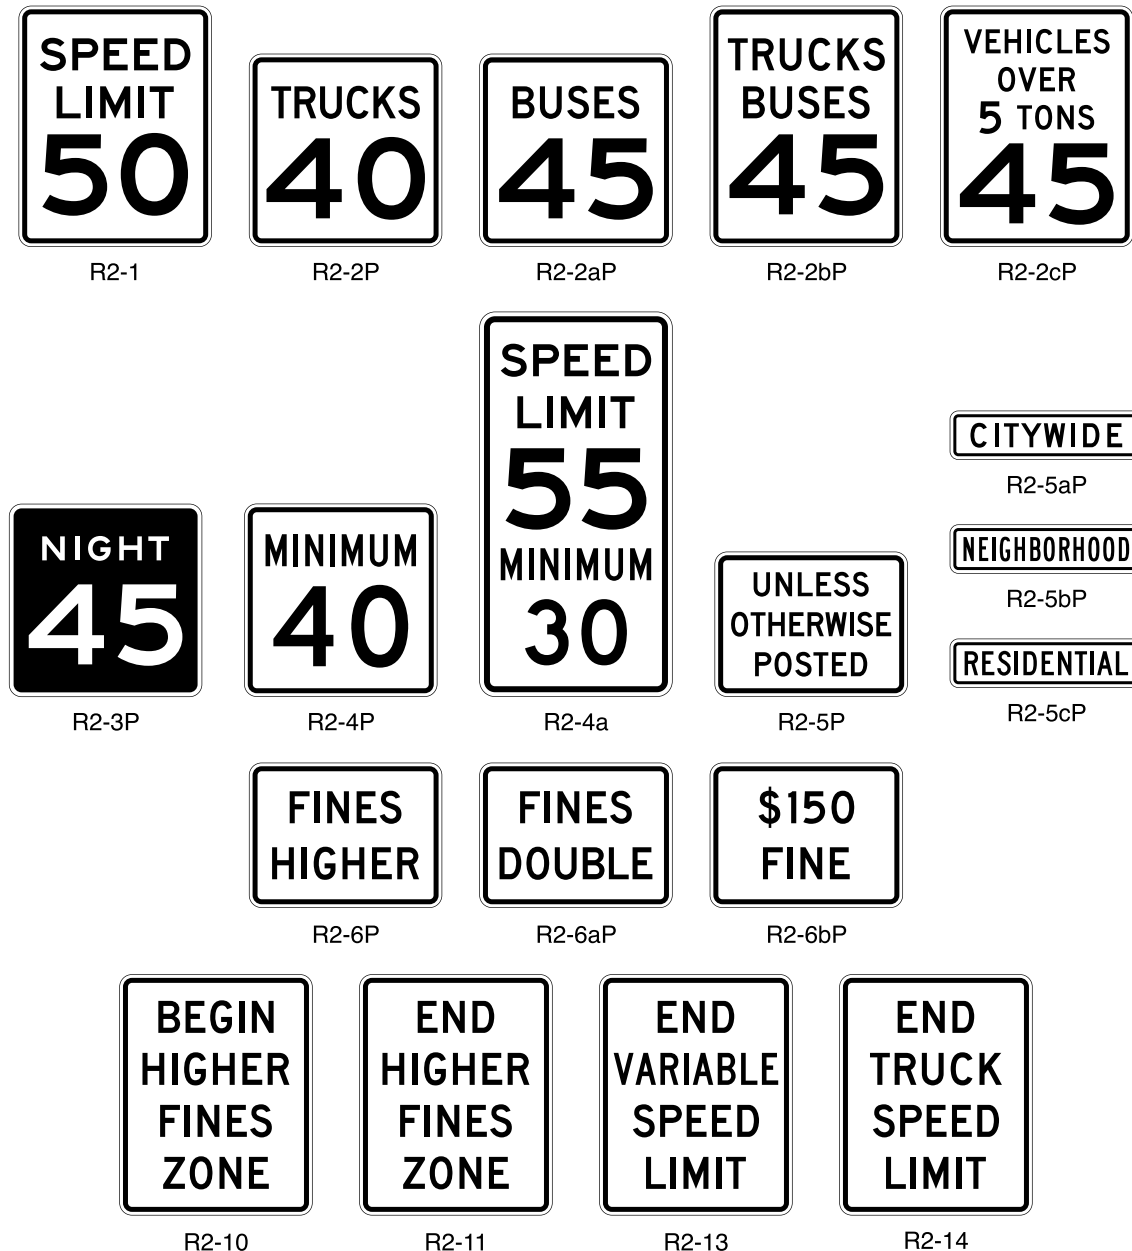 SPEED
LIMIT
50
R2-1
TRUCKS
40
R2-2P
BUSES
45
R2-2aP
TRUCKS
BUSES
45
R2-2bP
VEHICLES
OVER
5 TONS
45
R2-2cP
NIGHT
45
R2-3P
MINIMUM
40
R2-4P
SPEED
LIMIT
55
MINIMUM
30
R2-4a
UNLESS
OTHERWISE
POSTED
R2-5P
CITYWIDE
R2-5aP
NEIGHBORHOOD
R2-5bP
RESIDENTIAL
R2-5cP
FINES
HIGHER
R2-6P
FINES
DOUBLE
R2-6aP
$150
FINE
R2-6bP
BEGIN
HIGHER
FINES
ZONE
R2-10
END
HIGHER
FINES
ZONE
R2-11
END
VARIABLE
SPEED
LIMIT
R2-13
END
TRUCK
SPEED
LIMIT
R2-14